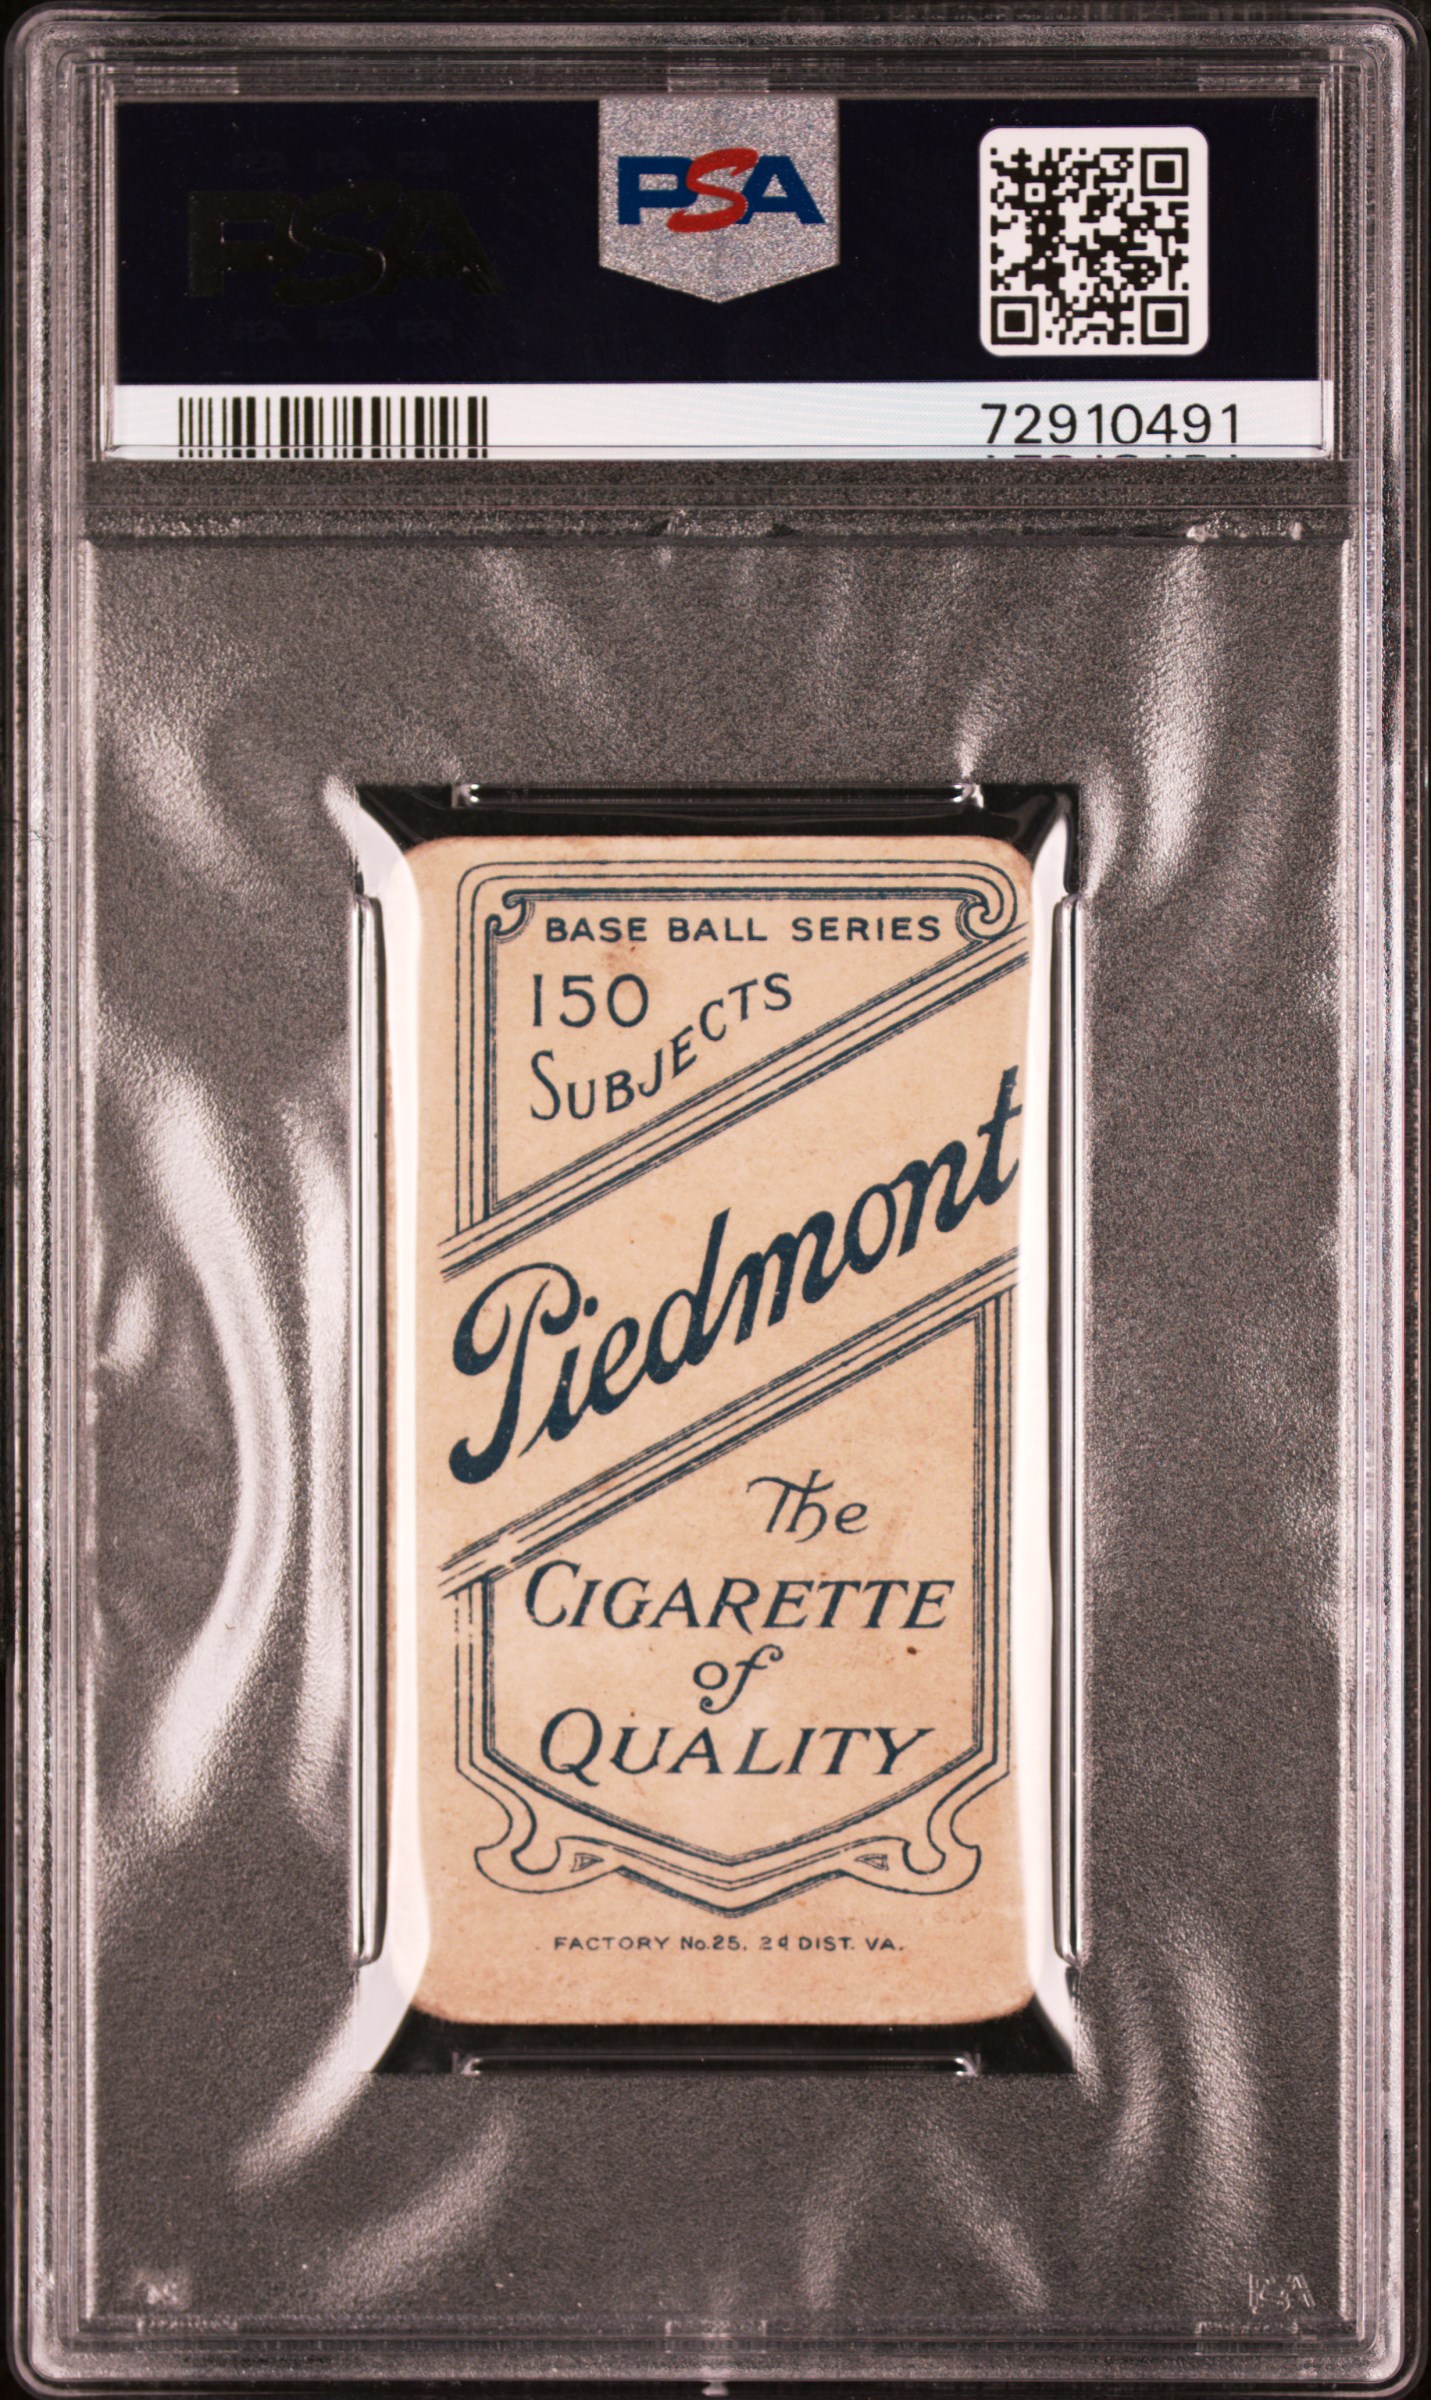 PSA
PSA
72910491
BASE BALL SERIES
150
SUBJECTS
Piedmont
The
CIGARETTE
of
QUALITY
FACTORY No.25, 2d DIST. VA.
PSA